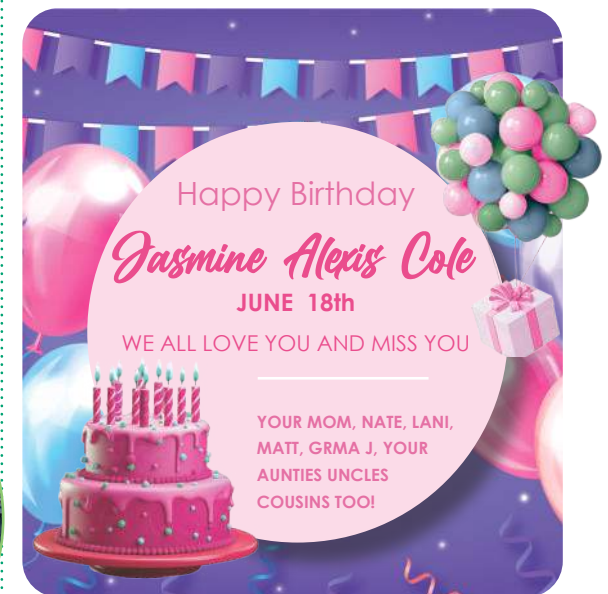 Happy Birthday
Jasmine Alexis Cole
JUNE 18th
WE ALL LOVE YOU AND MISS YOU
YOUR MOM, NATE, LANI,
MATT, GRMA J, YOUR
AUNTIES UNCLES
COUSINS TOO!